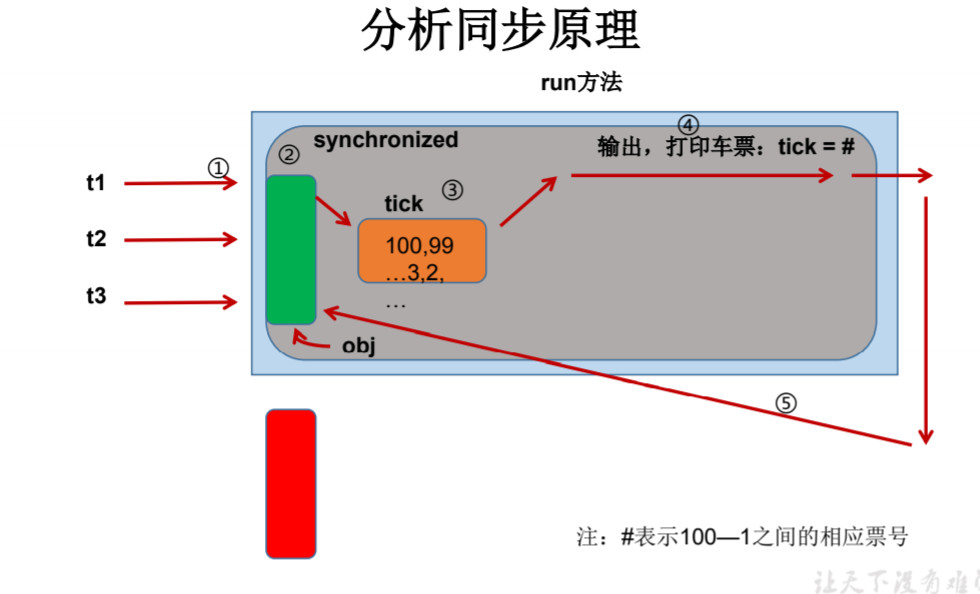 分析同步原理
run方法
synchronized
①
②
③
④
输出，打印车票：tick = #
t1
t2
t3
tick
100,99
…3,2,
…
obj
⑤
注：#表示100—1之间的相应票号
让天下没有难